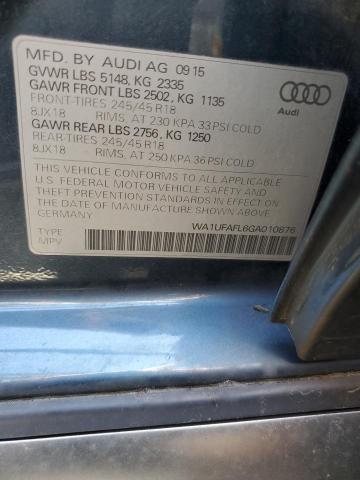 MFD. BY AUDI AG 09 15
GVWR LBS 5148, KG 2335
GAWR FRONT LBS 2502, KG 1135
FRONT-TIRES 245/45 R18
8JX18 RIMS, AT 230 KPA 33 PSI COLD
GAWR REAR LBS 2756, KG 1250
REAR-TIRES 245/45 R18
8JX18 RIMS, AT 250 KPA 36 PSI COLD
Audi
THIS VEHICLE CONFORMS TO ALL APPLICABLE
U.S. FEDERAL MOTOR VEHICLE SAFETY STANDARDS
IN EFFECT ON THE DATE OF MANUFACTURE SHOWN ABOVE
GERMANY
WA1UFAFL6GA010876
TYPE
MPV